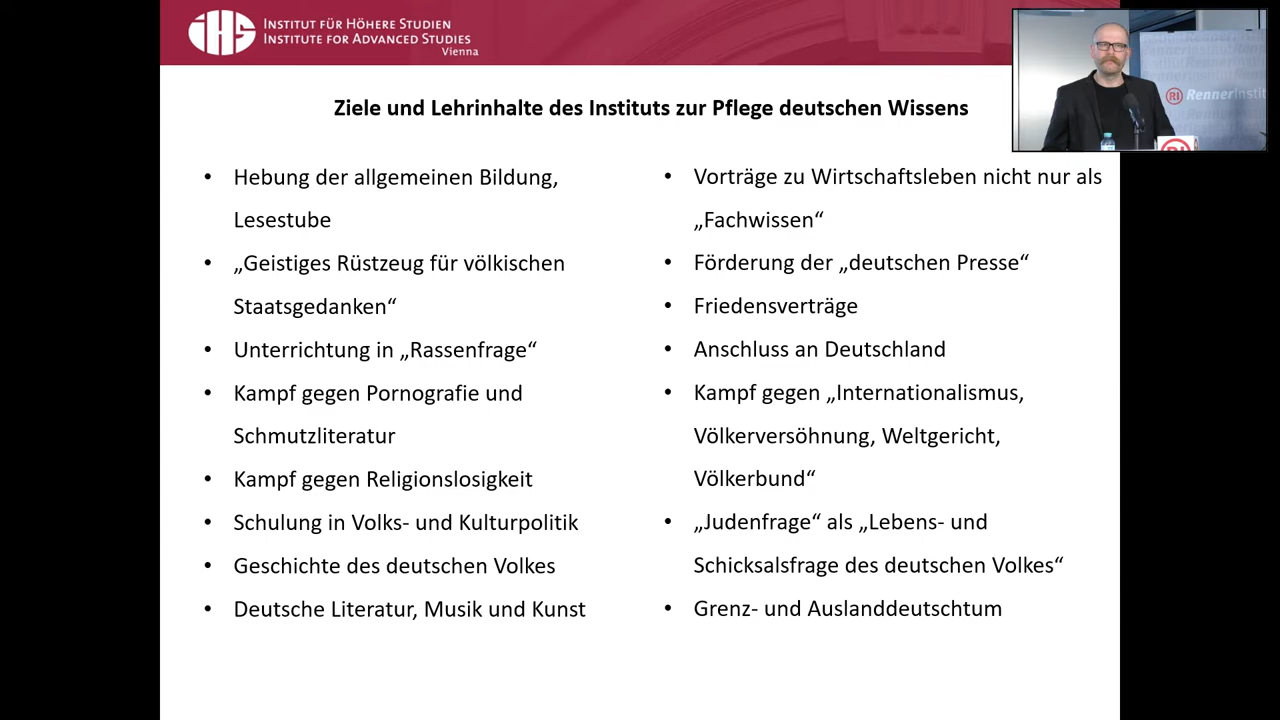 iHS
INSTITUT FÜR HÖHERE STUDIEN
INSTITUTE FOR ADVANCED STUDIES
Vienna
RI RennerInstit
RI
Ziele und Lehrinhalte des Instituts zur Pflege deutschen Wissens
• Hebung der allgemeinen Bildung,
Lesestube
• „Geistiges Rüstzeug für völkischen
Staatsgedanken“
• Unterrichtung in „Rassenfrage“
• Kampf gegen Pornografie und
Schmutzliteratur
• Kampf gegen Religionslosigkeit
• Schulung in Volks- und Kulturpolitik
• Geschichte des deutschen Volkes
• Deutsche Literatur, Musik und Kunst
• Vorträge zu Wirtschaftsleben nicht nur als
„Fachwissen“
• Förderung der „deutschen Presse“
• Friedensverträge
• Anschluss an Deutschland
• Kampf gegen „Internationalismus,
Völkerversöhnung, Weltgericht,
Völkerbund“
• „Judenfrage“ als „Lebens- und
Schicksalsfrage des deutschen Volkes“
• Grenz- und Auslanddeutschtum